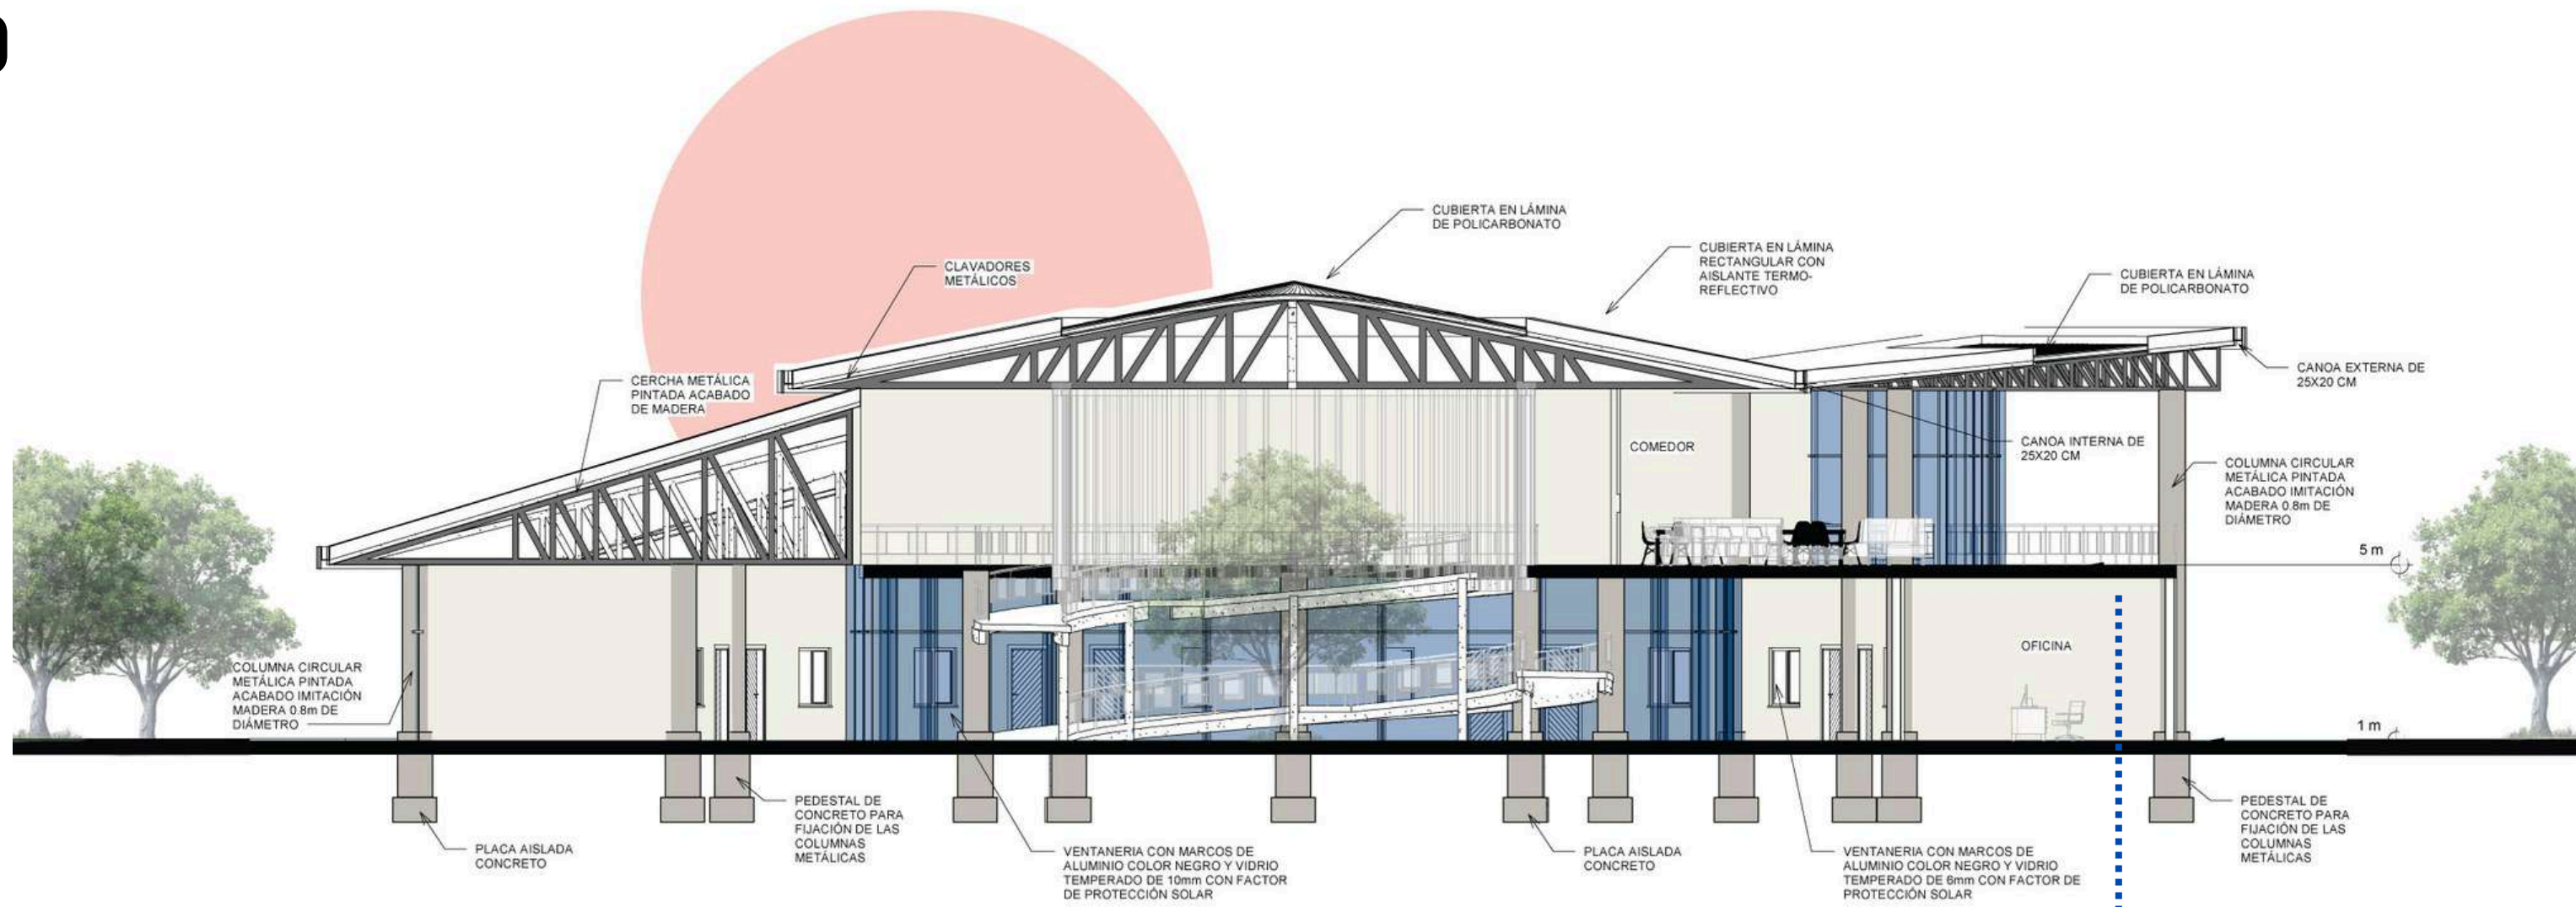 CUBIERTA EN LÁMINA
DE POLICARBONATO
CUBIERTA EN LÁMINA
RECTANGULAR CON
AISLANTE TERMO-
REFLECTIVO
CLAVADORES
METÁLICOS
CUBIERTA EN LÁMINA
DE POLICARBONATO
CERCHA METÁLICA
PINTADA ACABADO
DE MADERA
CANOA EXTERNA DE
25X20 CM
COMEDOR
CANOA INTERNA DE
25X20 CM
COLUMNA CIRCULAR
METÁLICA PINTADA
ACABADO IMITACIÓN
MADERA 0.8m DE
DIÁMETRO
5 m
COLUMNA CIRCULAR
METÁLICA PINTADA
ACABADO IMITACIÓN
MADERA 0.8m DE
DIÁMETRO
OFICINA
1 m
PLACA AISLADA
CONCRETO
PEDESTAL DE
CONCRETO PARA
FIJACIÓN DE LAS
COLUMNAS
METÁLICAS
VENTANERIA CON MARCOS DE
ALUMINIO COLOR NEGRO Y VIDRIO
TEMPERADO DE 10mm CON FACTOR
DE PROTECCIÓN SOLAR
PLACA AISLADA
CONCRETO
VENTANERIA CON MARCOS DE
ALUMINIO COLOR NEGRO Y VIDRIO
TEMPERADO DE 6mm CON FACTOR DE
PROTECCIÓN SOLAR
PEDESTAL DE
CONCRETO PARA
FIJACIÓN DE LAS
COLUMNAS
METÁLICAS